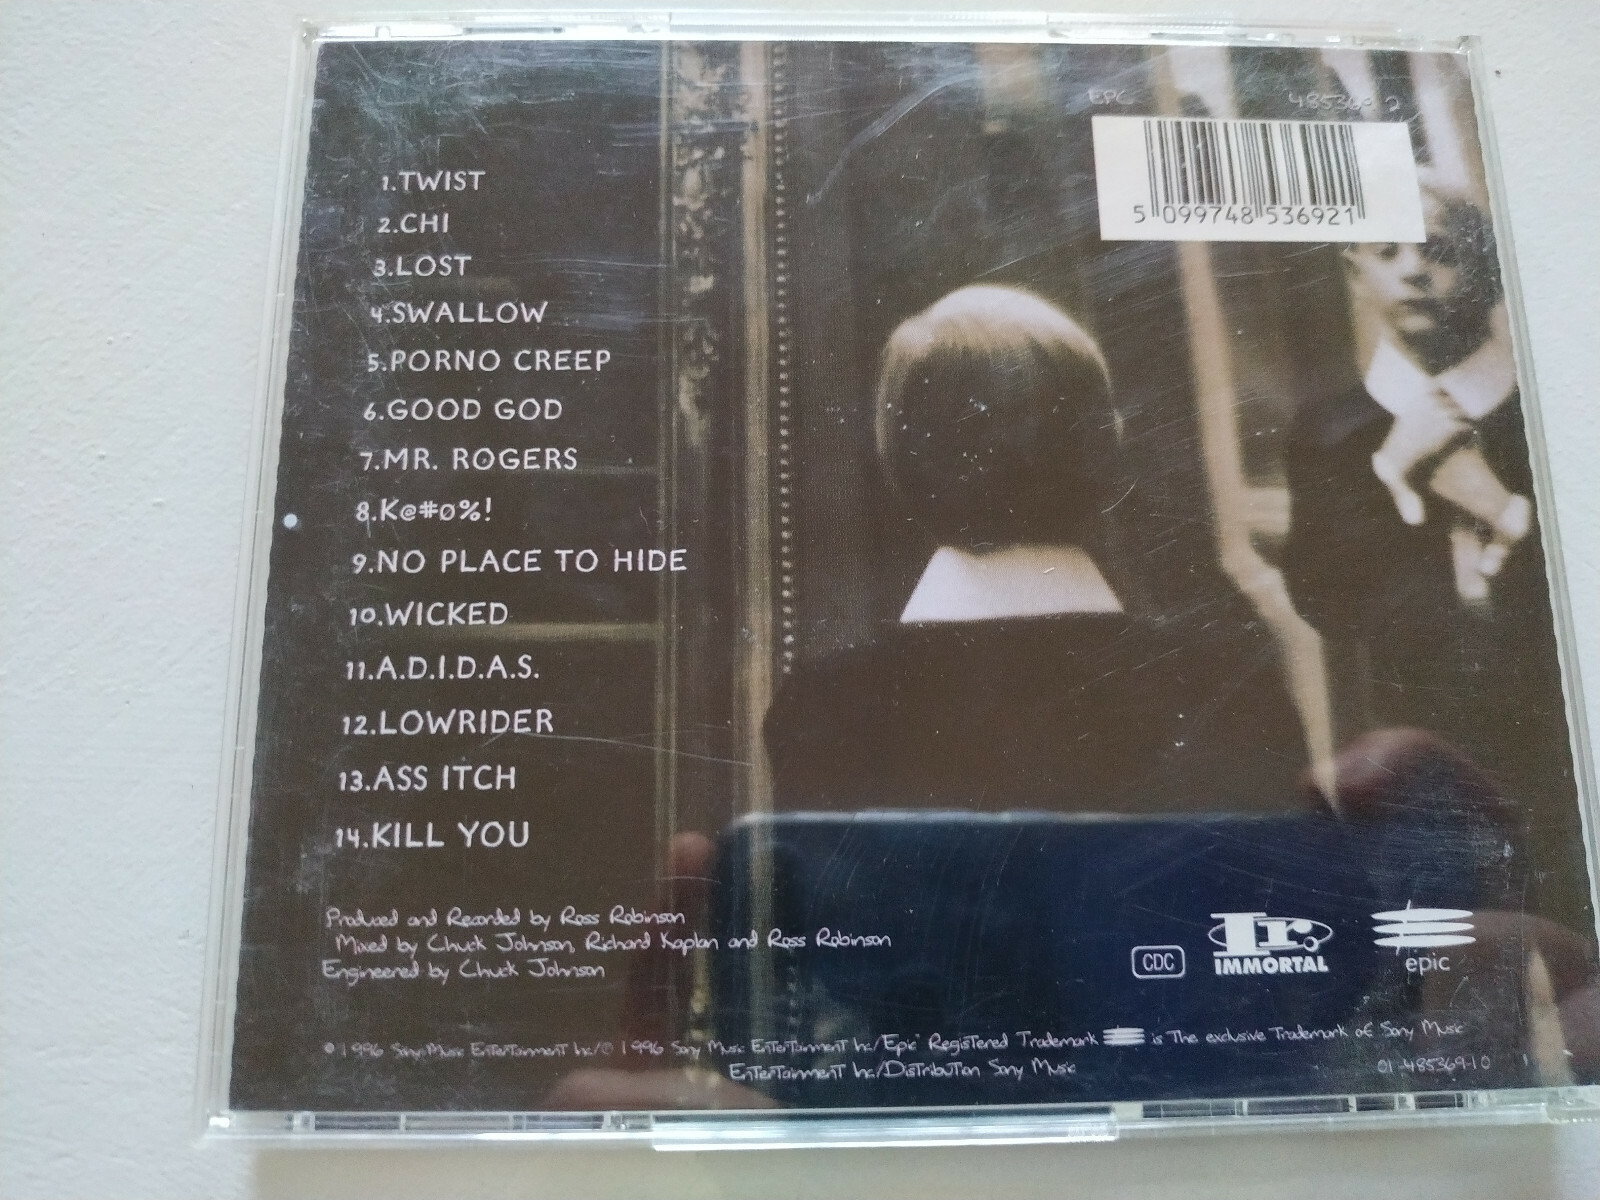 EPC 485369 2
5 099748 536921
1.TWIST
2.CHI
3.LOST
4.SWALLOW
5.PORNO CREEP
6.GOOD GOD
7.MR. ROGERS
8.K@#0%!
9.NO PLACE TO HIDE
10.WICKED
11.A.D.I.D.A.S.
12.LOWRIDER
13.ASS ITCH
14.KILL YOU
Produced and Recorded by Ross Robinson
Mixed by Chuck Johnson, Richard Kaplan and Ross Robinson
Engineered by Chuck Johnson
CDC
Ir.
IMMORTAL
epic
℗ 1996 Sony Music Entertainment Inc/© 1996 Sony Music Entertainment Inc/Epic Registered Trademark is The exclusive Trademark of Sony Music
Entertainment Inc/Distribution Sony Music
01-485369-10